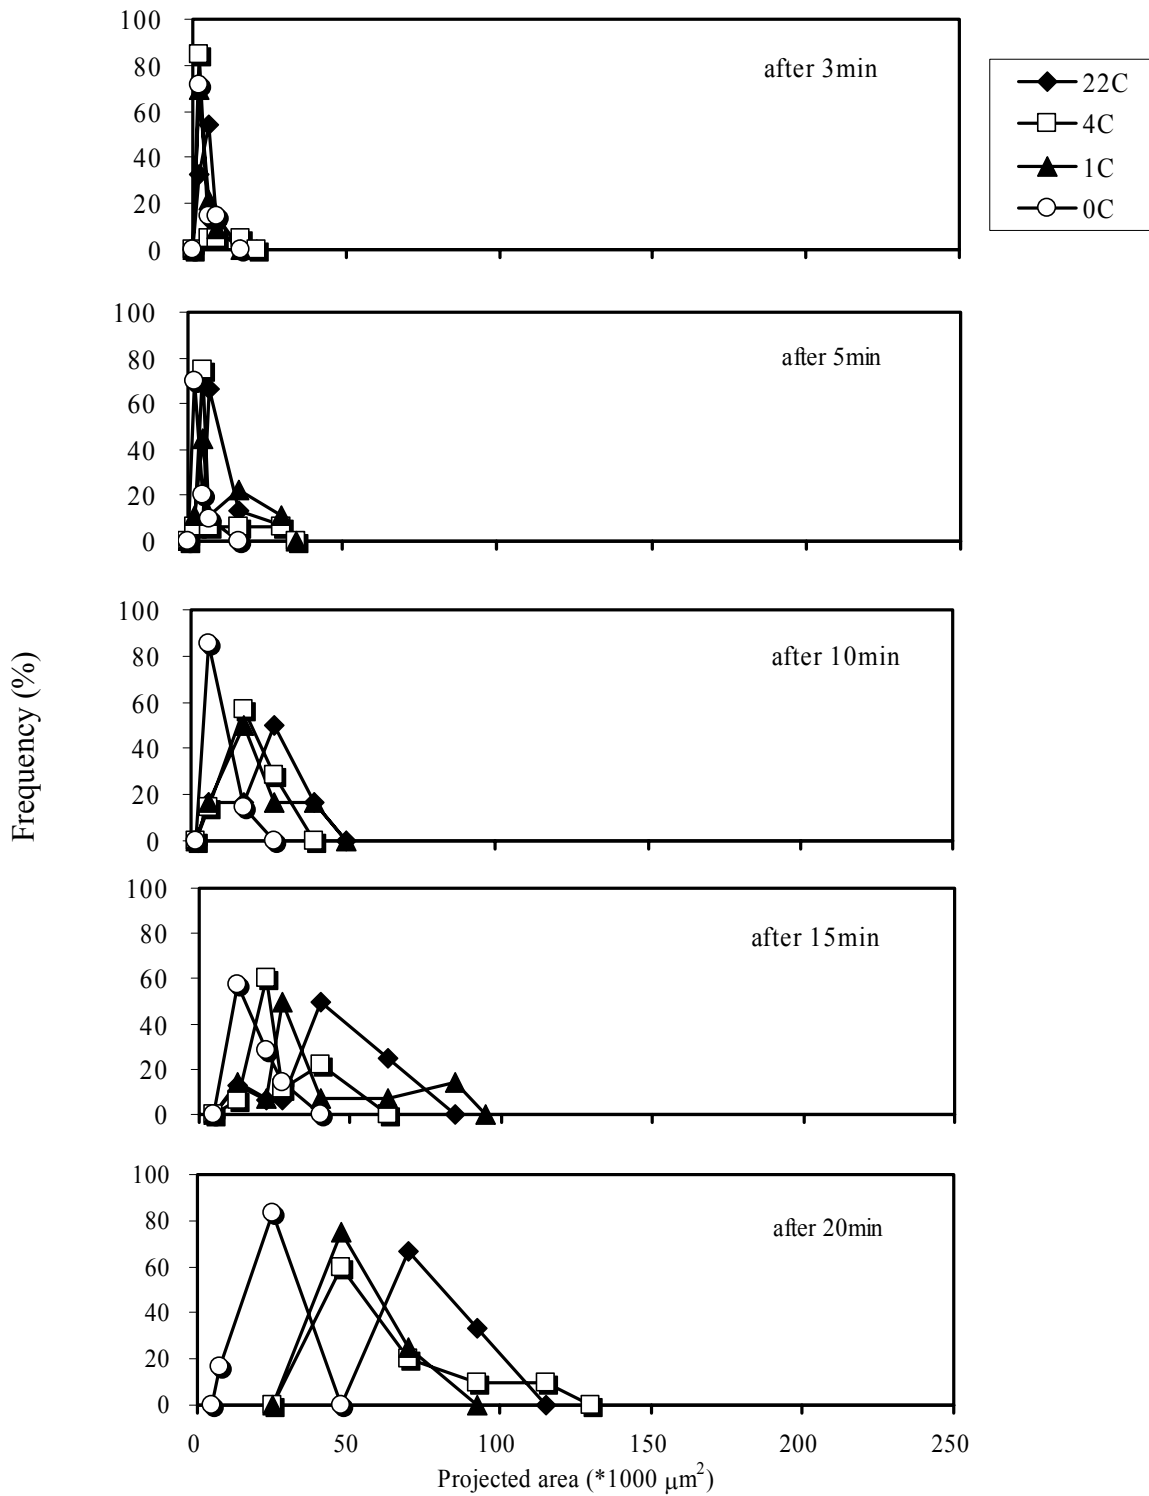 100
80
60
40
20
0
after 3min
22C
4C
1C
0C
100
80
60
40
20
0
after 5min
100
80
60
40
20
0
after 10min
Frequency (%)
100
80
60
40
20
0
after 15min
100
80
60
40
20
0
after 20min
0 50 100 150 200 250
Projected area (*1000 μm²)